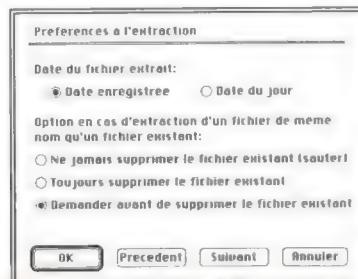 Preferences a l'extraction
Date du fichier extrait:
Date enregistree Date du jour
Option en cas d'extraction d'un fichier de meme
nom qu'un fichier existant:
Ne jamais supprimer le fichier existant (sauter)
Toujours supprimer le fichier existant
Demander avant de supprimer le fichier existant
OK Precedent Suivant Annuler